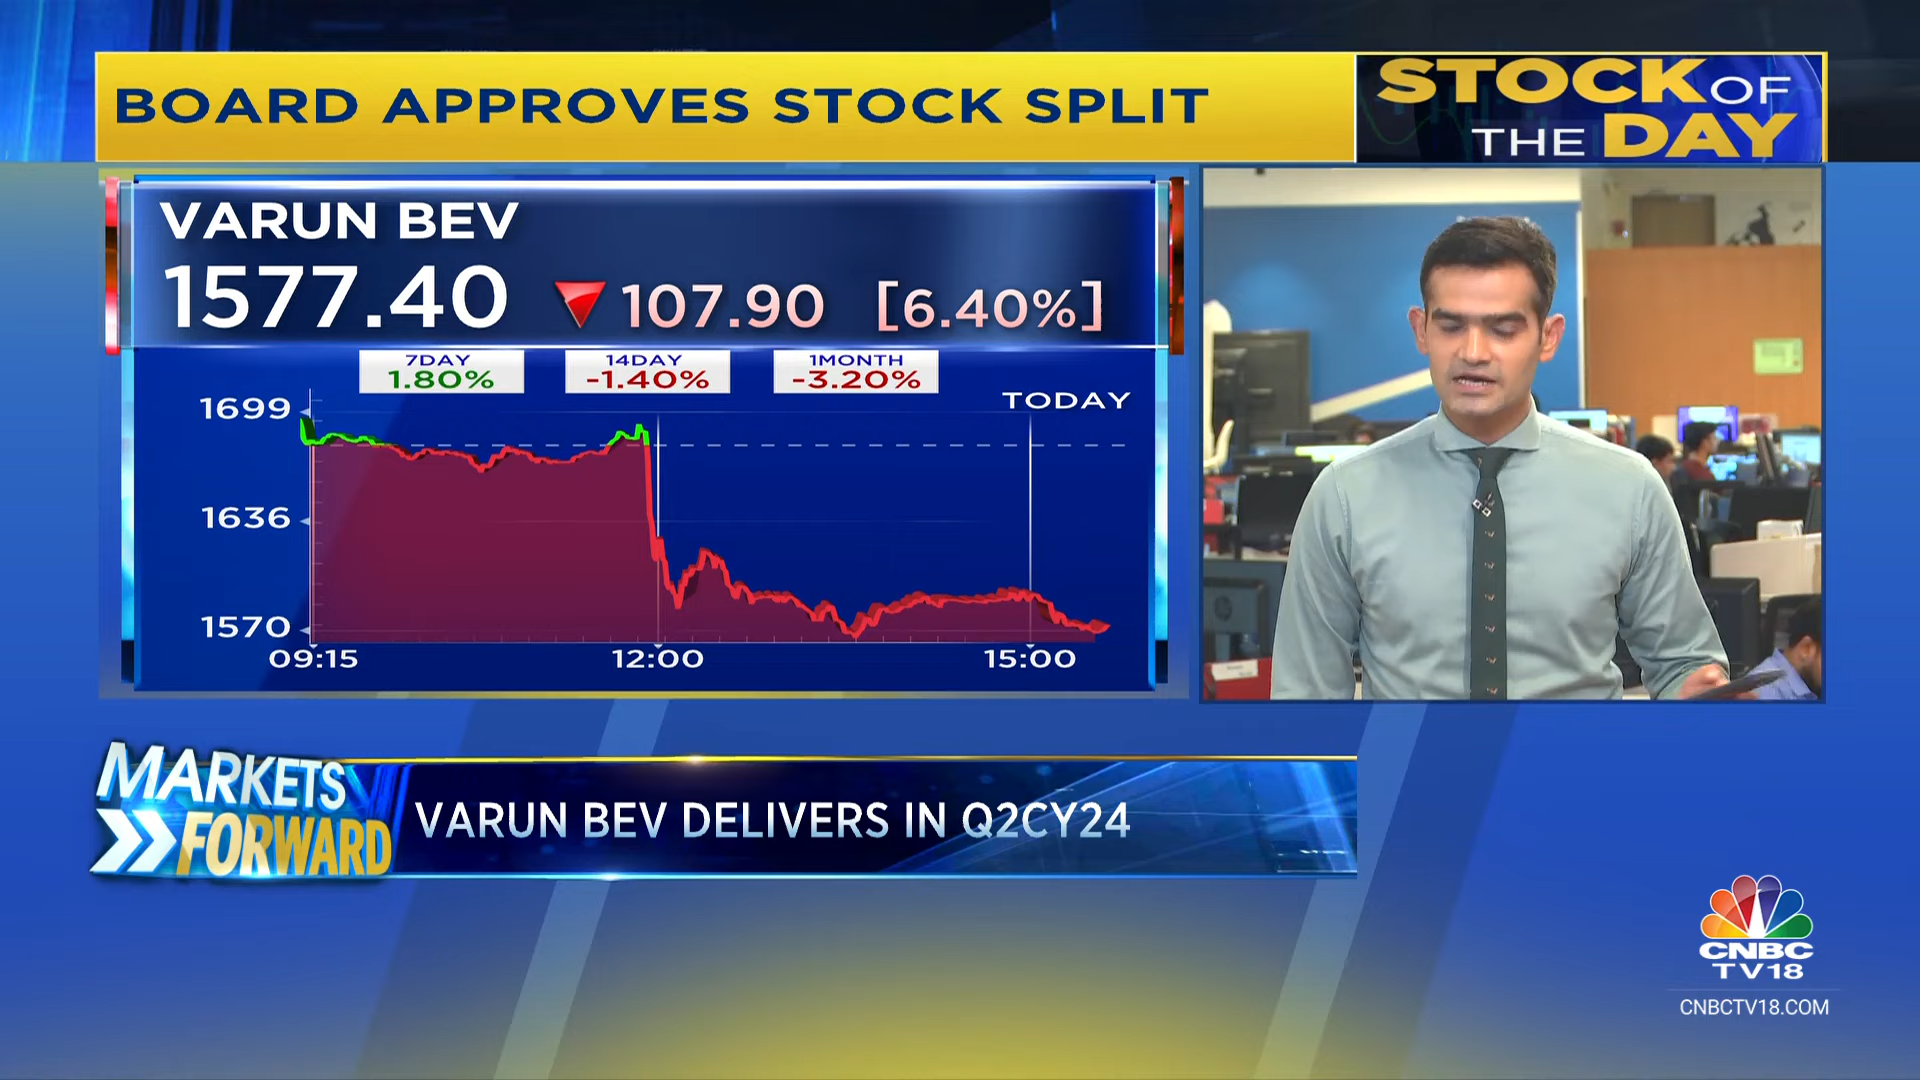 BOARD APPROVES STOCK SPLIT
STOCK OF
THE DAY
VARUN BEV
1577.40 107.90 [6.40%]
7DAY
1.80%
14DAY
-1.40%
1MONTH
-3.20%
TODAY
1699
1636
1570
09:15 12:00 15:00
MARKETS
FORWARD
VARUN BEV DELIVERS IN Q2CY24
CNBC
TV18
CNBCTV18.COM